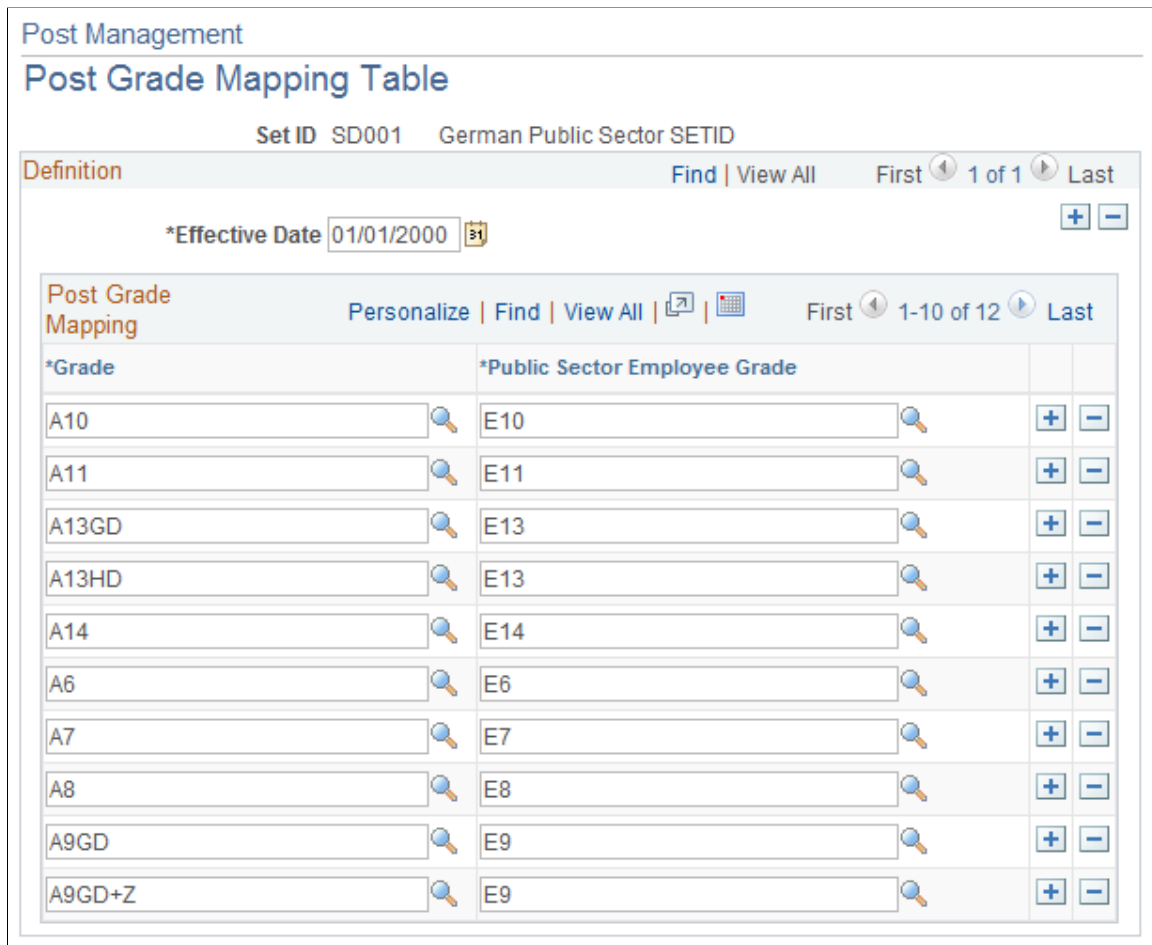 Post Management
Post Grade Mapping Table
Set ID SD001 German Public Sector SETID
Definition Find | View All First 1 of 1 Last
*Effective Date 01/01/2000 31
Post Grade Mapping Personalize | Find | View All | | First 1-10 of 12 Last
*Grade *Public Sector Employee Grade
A10 E10
A11 E11
A13GD E13
A13HD E13
A14 E14
A6 E6
A7 E7
A8 E8
A9GD E9
A9GD+Z E9